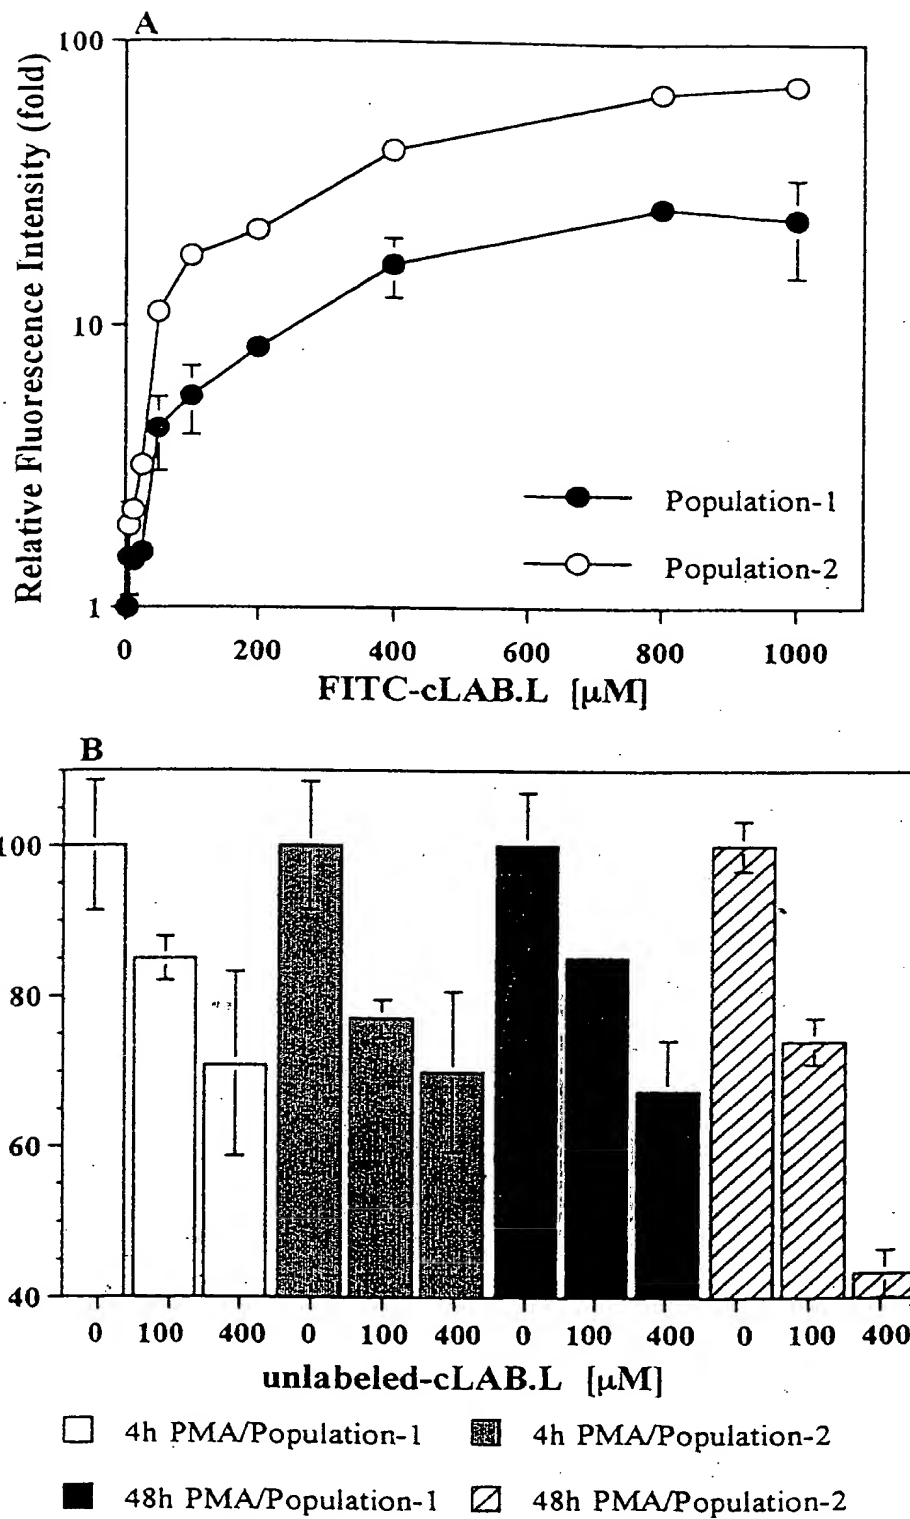 A
100
10
1
Relative Fluorescence Intensity (fold)
Population-1
Population-2
0 200 400 600 800 1000
FITC-cLAB.L [μM]
B
100
80
60
40
0 100 400 0 100 400 0 100 400 0 100 400
unlabeled-cLAB.L [μM]
4h PMA/Population-1 4h PMA/Population-2
48h PMA/Population-1 48h PMA/Population-2